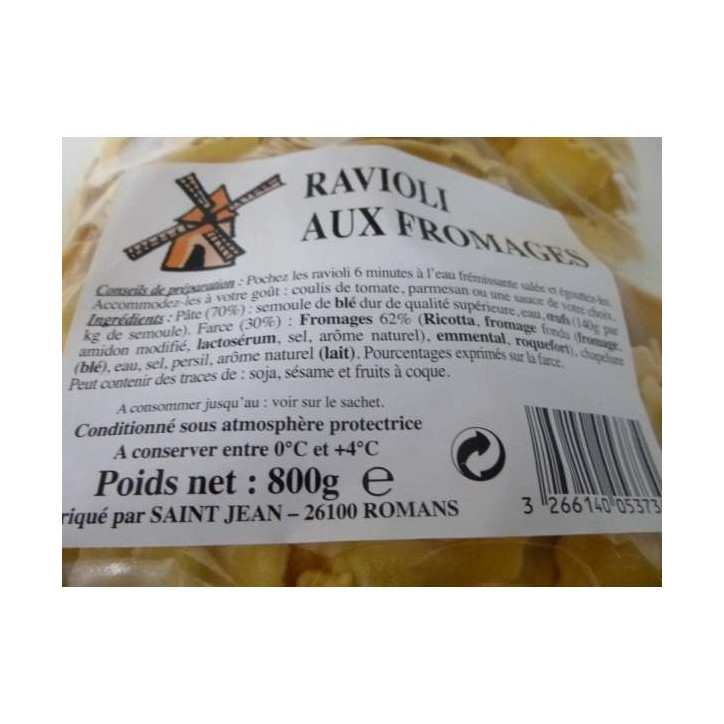 RAVIOLI
AUX FROMAGES
Conseils de préparation : Pochez les ravioli 6 minutes à l'eau frémissante salée et égouttez-les.
Accommodez-les à votre goût : coulis de tomate, parmesan ou une sauce de votre choix.
Ingrédients : Pâte (70%) : semoule de blé dur de qualité supérieure, eau, œufs (140g par
kg de semoule). Farce (30%) : Fromages 62% (Ricotta, fromage fondu (fromage,
amidon modifié, lactosérum, sel, arôme naturel), emmental, roquefort), chapelure
(blé), eau, sel, persil, arôme naturel (lait). Pourcentages exprimés sur la farce.
Peut contenir des traces de : soja, sésame et fruits à coque.
A consommer jusqu'au : voir sur le sachet.
Conditionné sous atmosphère protectrice
A conserver entre 0°C et +4°C
Poids net : 800g e
riqué par SAINT JEAN – 26100 ROMANS
3 266140 05373